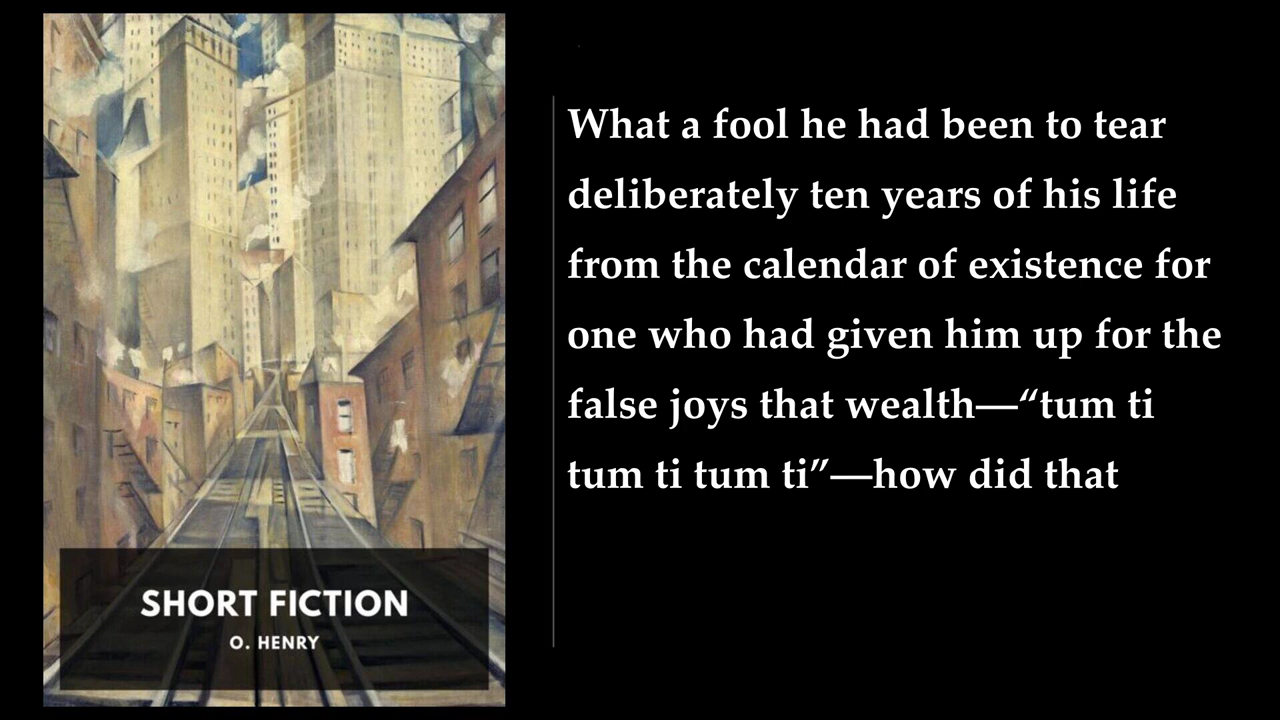 What a fool he had been to tear
deliberately ten years of his life
from the calendar of existence for
one who had given him up for the
false joys that wealth—“tum ti
tum ti tum ti”—how did that
SHORT FICTION
O. HENRY